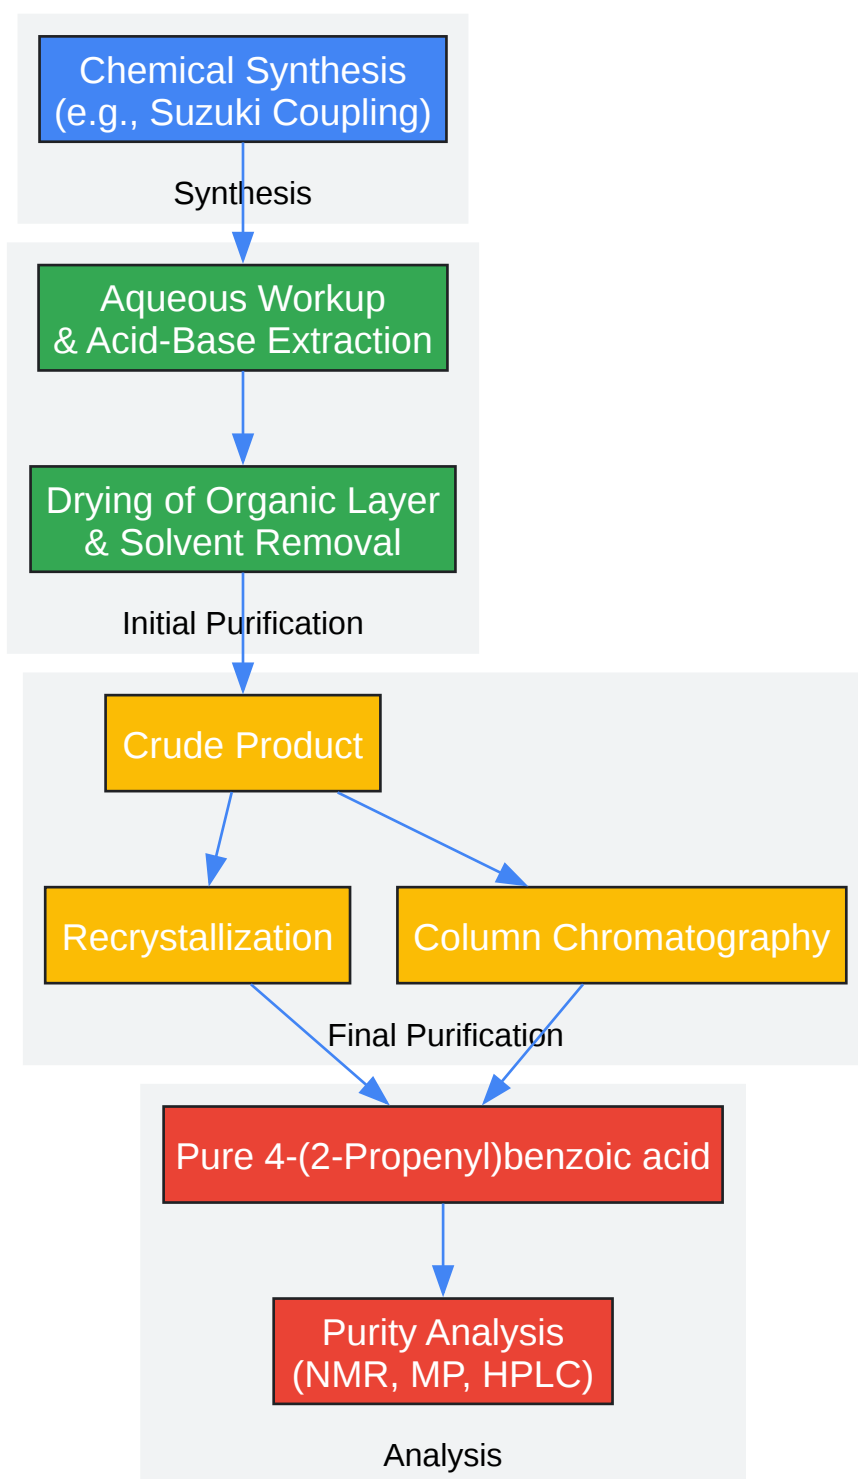 Chemical Synthesis
(e.g., Suzuki Coupling)
Synthesis
Aqueous Workup
& Acid-Base Extraction
Drying of Organic Layer
& Solvent Removal
Initial Purification
Crude Product
Recrystallization
Column Chromatography
Final Purification
Pure 4-(2-Propenyl)benzoic acid
Purity Analysis
(NMR, MP, HPLC)
Analysis